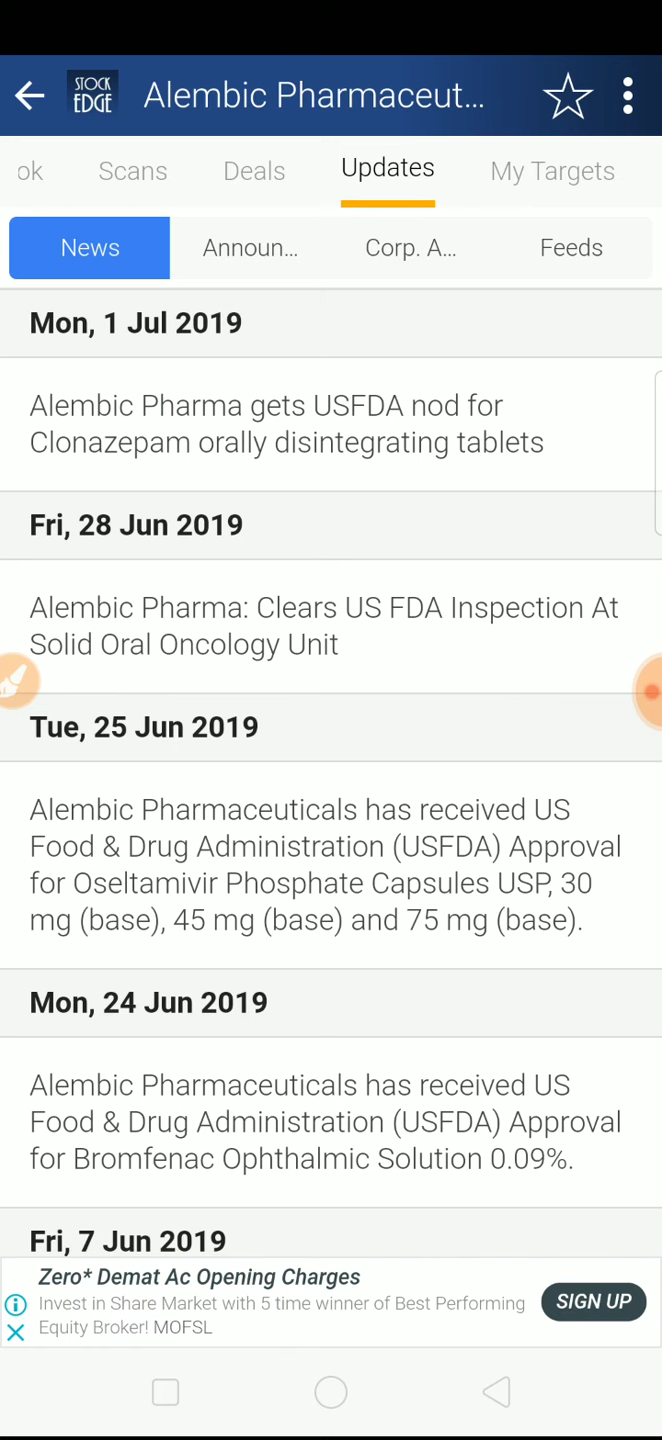 STOCK
EDGE
Alembic Pharmaceut...
ok Scans Deals Updates My Targets
News Announ... Corp. A... Feeds
Mon, 1 Jul 2019
Alembic Pharma gets USFDA nod for
Clonazepam orally disintegrating tablets
Fri, 28 Jun 2019
Alembic Pharma: Clears US FDA Inspection At
Solid Oral Oncology Unit
Tue, 25 Jun 2019
Alembic Pharmaceuticals has received US
Food & Drug Administration (USFDA) Approval
for Oseltamivir Phosphate Capsules USP, 30
mg (base), 45 mg (base) and 75 mg (base).
Mon, 24 Jun 2019
Alembic Pharmaceuticals has received US
Food & Drug Administration (USFDA) Approval
for Bromfenac Ophthalmic Solution 0.09%.
Fri, 7 Jun 2019
Zero* Demat Ac Opening Charges
Invest in Share Market with 5 time winner of Best Performing
Equity Broker! MOFSL
SIGN UP